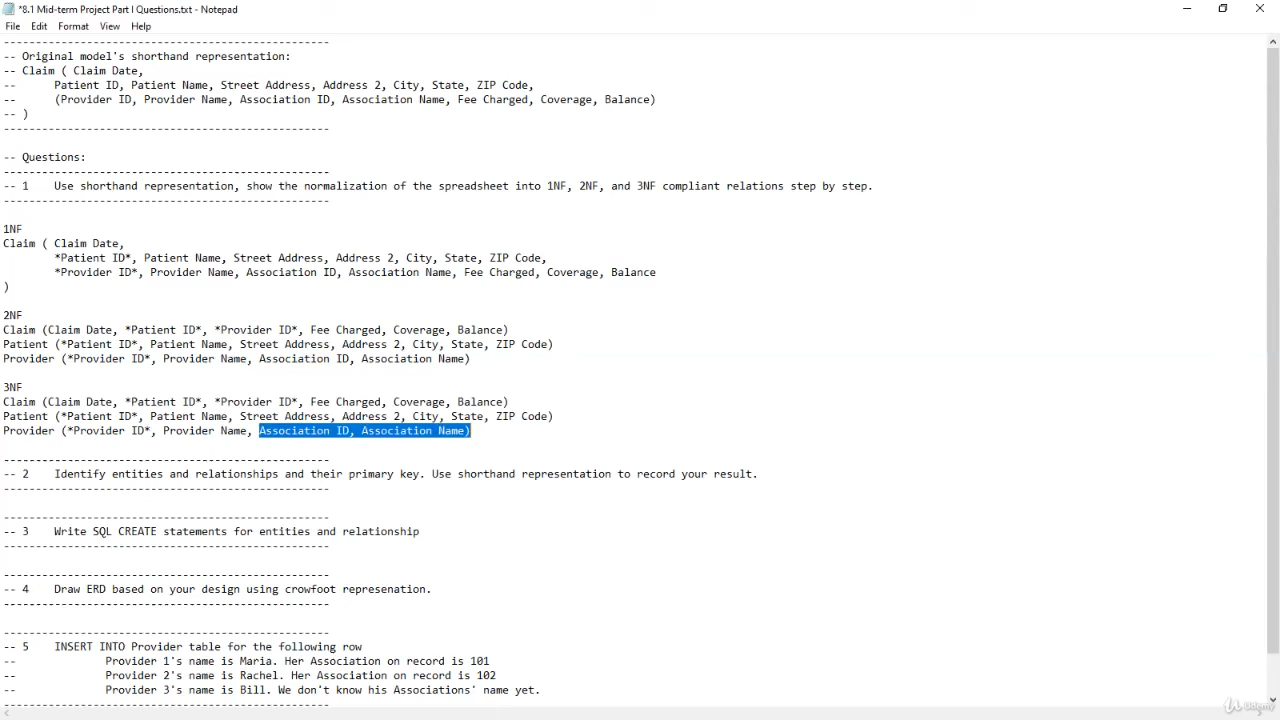 *8.1 Mid-term Project Part I Questions.txt - Notepad
File Edit Format View Help
---------------------------------------------------
-- Original model's shorthand representation:
-- Claim ( Claim Date,
--      Patient ID, Patient Name, Street Address, Address 2, City, State, ZIP Code,
--      (Provider ID, Provider Name, Association ID, Association Name, Fee Charged, Coverage, Balance)
-- )
---------------------------------------------------
-- Questions:
---------------------------------------------------
-- 1    Use shorthand representation, show the normalization of the spreadsheet into 1NF, 2NF, and 3NF compliant relations step by step.
---------------------------------------------------
1NF
Claim ( Claim Date,
        *Patient ID*, Patient Name, Street Address, Address 2, City, State, ZIP Code,
        *Provider ID*, Provider Name, Association ID, Association Name, Fee Charged, Coverage, Balance
)
2NF
Claim (Claim Date, *Patient ID*, *Provider ID*, Fee Charged, Coverage, Balance)
Patient (*Patient ID*, Patient Name, Street Address, Address 2, City, State, ZIP Code)
Provider (*Provider ID*, Provider Name, Association ID, Association Name)
3NF
Claim (Claim Date, *Patient ID*, *Provider ID*, Fee Charged, Coverage, Balance)
Patient (*Patient ID*, Patient Name, Street Address, Address 2, City, State, ZIP Code)
Provider (*Provider ID*, Provider Name, Association ID, Association Name)
---------------------------------------------------
-- 2    Identify entities and relationships and their primary key. Use shorthand representation to record your result.
---------------------------------------------------
---------------------------------------------------
-- 3    Write SQL CREATE statements for entities and relationship
---------------------------------------------------
---------------------------------------------------
-- 4    Draw ERD based on your design using crowfoot represenation.
---------------------------------------------------
---------------------------------------------------
-- 5    INSERT INTO Provider table for the following row
--              Provider 1's name is Maria. Her Association on record is 101
--              Provider 2's name is Rachel. Her Association on record is 102
--              Provider 3's name is Bill. We don't know his Associations' name yet.
---------------------------------------------------
Udemy